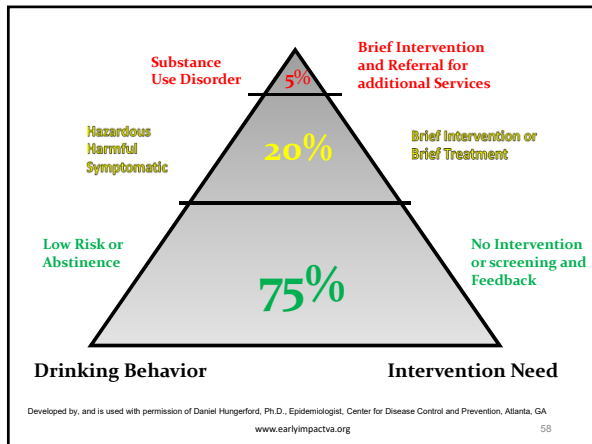 Substance
Use Disorder
Brief Intervention
and Referral for
additional Services
5%
Hazardous
Harmful
Symptomatic
20%
Brief Intervention or
Brief Treatment
Low Risk or
Abstinence
75%
No Intervention
or screening and
Feedback
Drinking Behavior
Intervention Need
Developed by, and is used with permission of Daniel Hungerford, Ph.D., Epidemiologist, Center for Disease Control and Prevention, Atlanta, GA
www.earlyimpactva.org
58